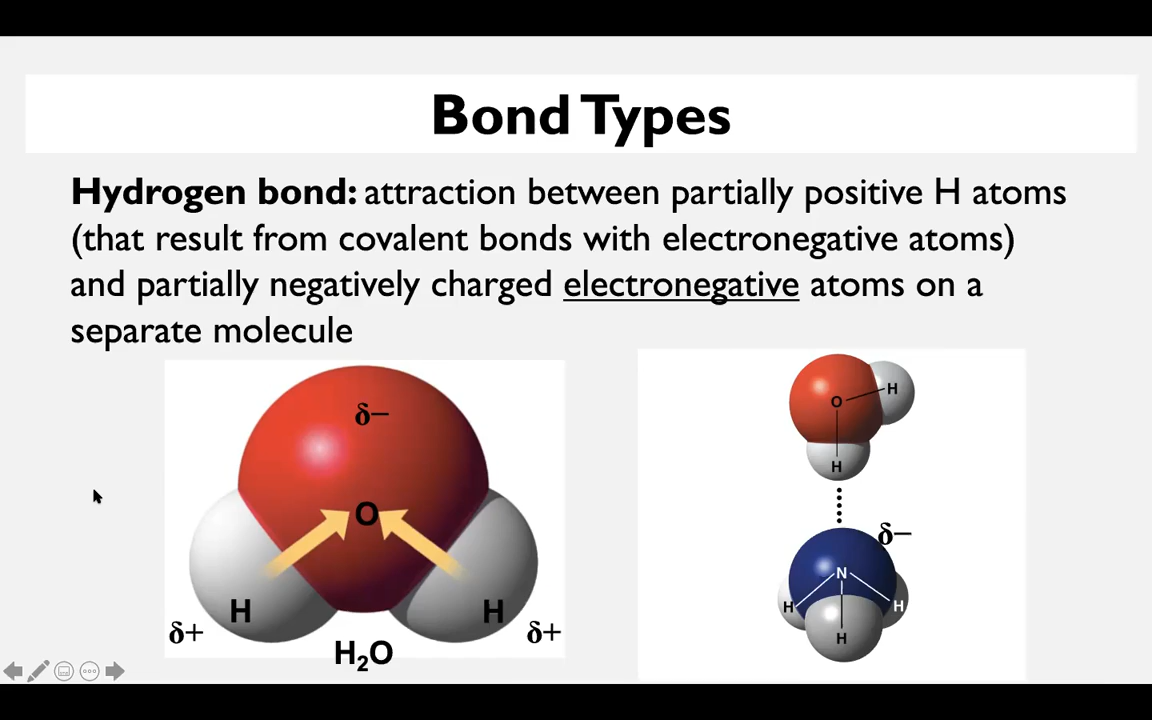 Bond Types
Hydrogen bond: attraction between partially positive H atoms
(that result from covalent bonds with electronegative atoms)
and partially negatively charged electronegative atoms on a
separate molecule
δ−
O
H
H
δ+
δ+
H₂O
O
H
H
δ−
N
H
H
H